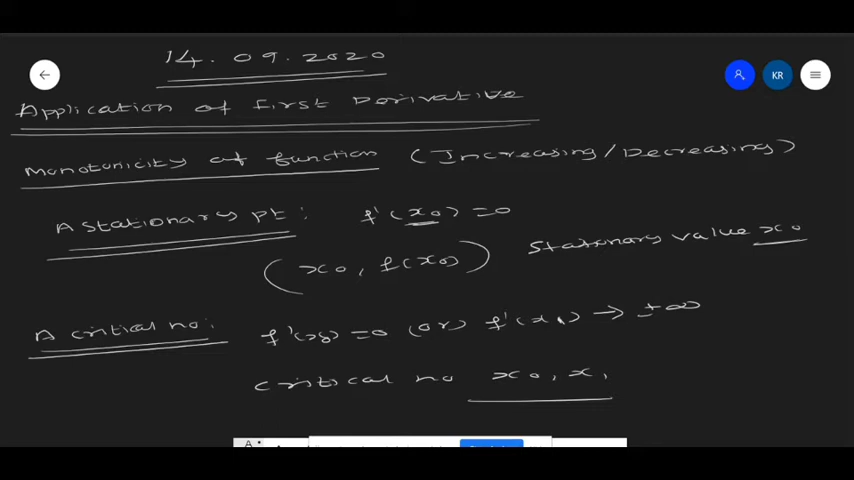 14.09.2020
KR
Application of First Derivative
Monotonicity of function (Increasing/Decreasing)
A stationary pt: f'(x₀)=0
(x₀, f(x₀)) Stationary value x₀
A critical no: f'(x₀)=0 (or) f'(x₁) → ±∞
critical no x₀, x₁
A